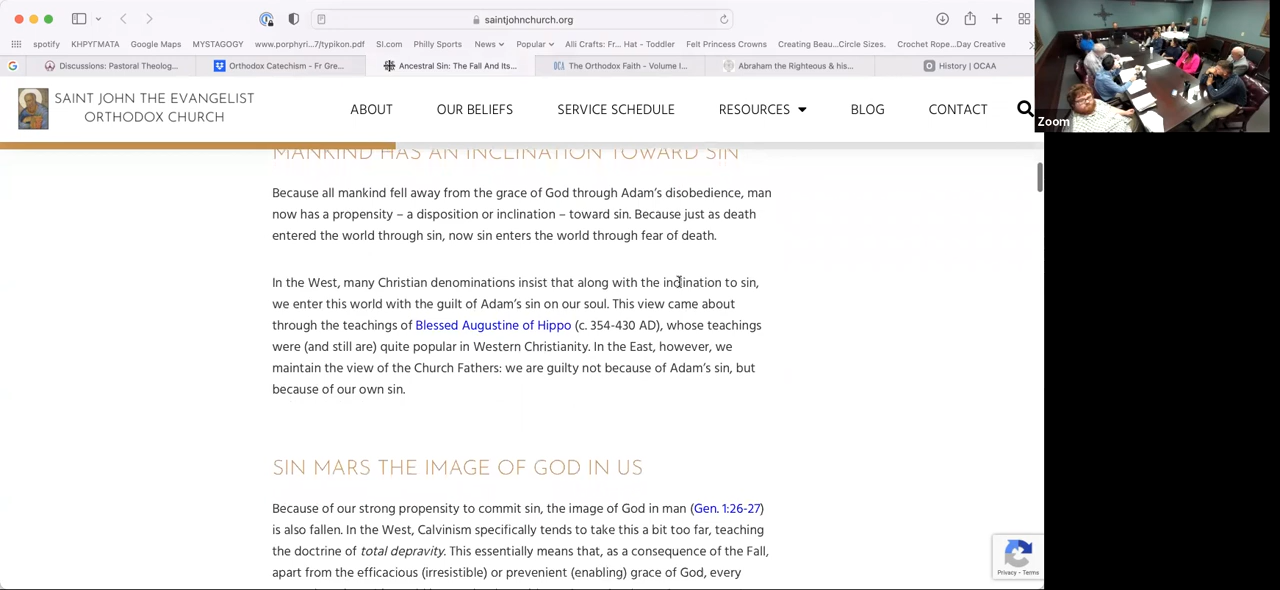 saintjohnchurch.org
spotify
ΚΗΡΥΓΜΑΤΑ
Google Maps
MYSTAGOGY
www.porphyri...7/typikon.pdf
SI.com
Philly Sports
News
Popular
Alli Crafts: Fr... Hat - Toddler
Felt Princess Crowns
Creating Beau...Circle Sizes.
Crochet Rope...Day Creative
Discussions: Pastoral Theolog...
Orthodox Catechism - Fr Gre...
Ancestral Sin: The Fall And Its...
The Orthodox Faith - Volume I...
Abraham the Righteous & his...
History | OCAA
SAINT JOHN THE EVANGELIST
ORTHODOX CHURCH
ABOUT
OUR BELIEFS
SERVICE SCHEDULE
RESOURCES
BLOG
CONTACT
Zoom
MANKIND HAS AN INCLINATION TOWARD SIN
Because all mankind fell away from the grace of God through Adam's disobedience, man
now has a propensity – a disposition or inclination – toward sin. Because just as death
entered the world through sin, now sin enters the world through fear of death.
In the West, many Christian denominations insist that along with the inclination to sin,
we enter this world with the guilt of Adam's sin on our soul. This view came about
through the teachings of Blessed Augustine of Hippo (c. 354-430 AD), whose teachings
were (and still are) quite popular in Western Christianity. In the East, however, we
maintain the view of the Church Fathers: we are guilty not because of Adam's sin, but
because of our own sin.
SIN MARS THE IMAGE OF GOD IN US
Because of our strong propensity to commit sin, the image of God in man (Gen. 1:26-27)
is also fallen. In the West, Calvinism specifically tends to take this a bit too far, teaching
the doctrine of total depravity. This essentially means that, as a consequence of the Fall,
apart from the efficacious (irresistible) or prevenient (enabling) grace of God, every
Privacy - Terms